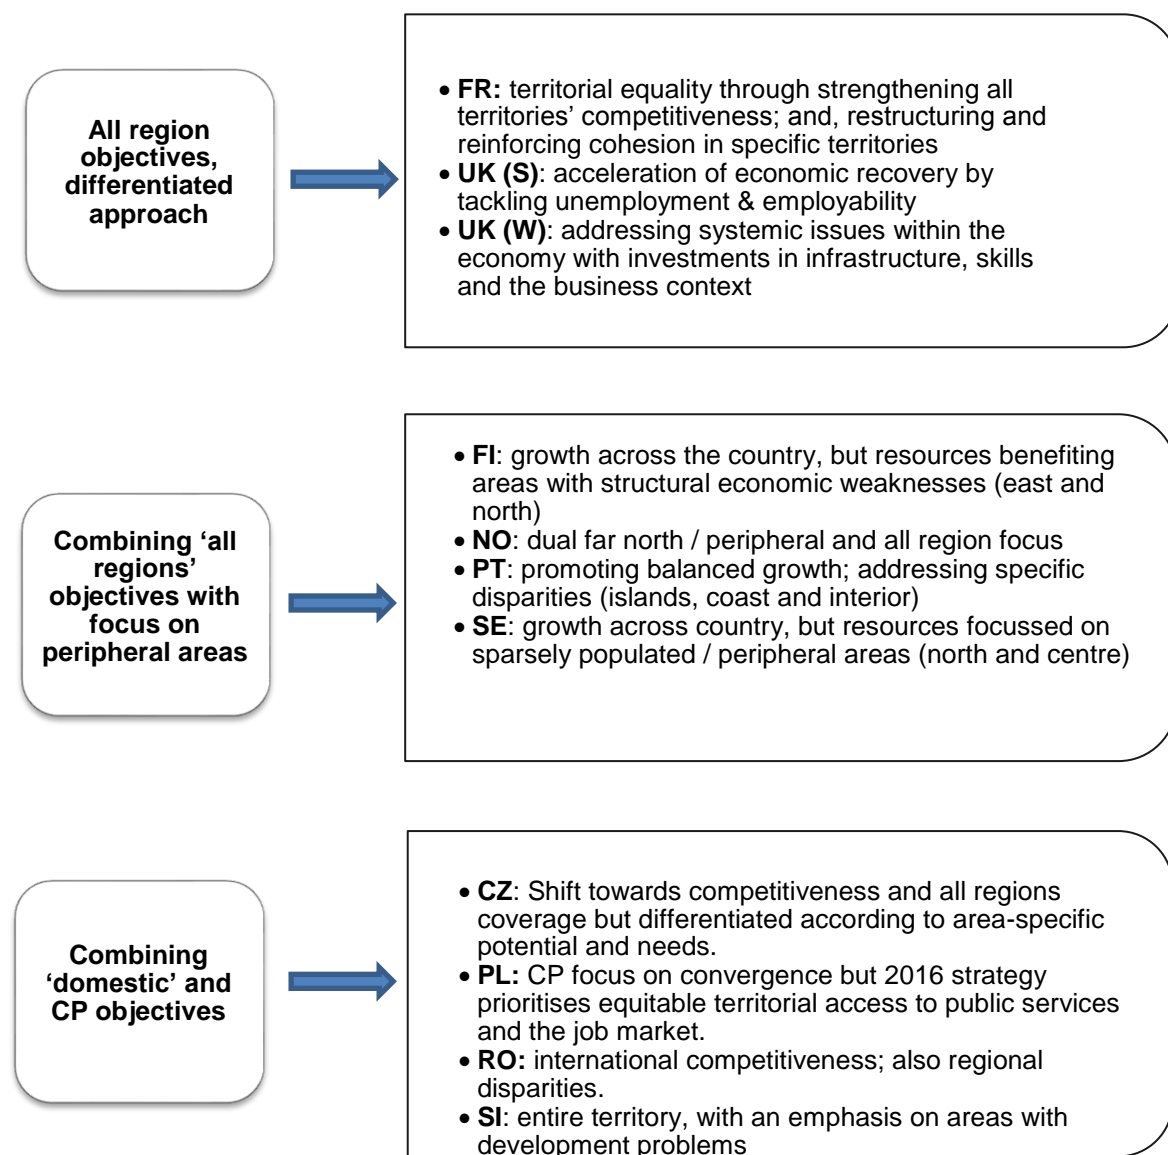 All region
objectives,
differentiated
approach
• FR: territorial equality through strengthening all
territories’ competitiveness; and, restructuring and
reinforcing cohesion in specific territories
• UK (S): acceleration of economic recovery by
tackling unemployment & employability
• UK (W): addressing systemic issues within the
economy with investments in infrastructure, skills
and the business context
Combining ‘all
regions’
objectives with
focus on
peripheral areas
• FI: growth across the country, but resources benefiting
areas with structural economic weaknesses (east and
north)
• NO: dual far north / peripheral and all region focus
• PT: promoting balanced growth; addressing specific
disparities (islands, coast and interior)
• SE: growth across country, but resources focussed on
sparsely populated / peripheral areas (north and centre)
Combining
‘domestic’ and
CP objectives
• CZ: Shift towards competitiveness and all regions
coverage but differentiated according to area-specific
potential and needs.
• PL: CP focus on convergence but 2016 strategy
prioritises equitable territorial access to public services
and the job market.
• RO: international competitiveness; also regional
disparities.
• SI: entire territory, with an emphasis on areas with
development problems